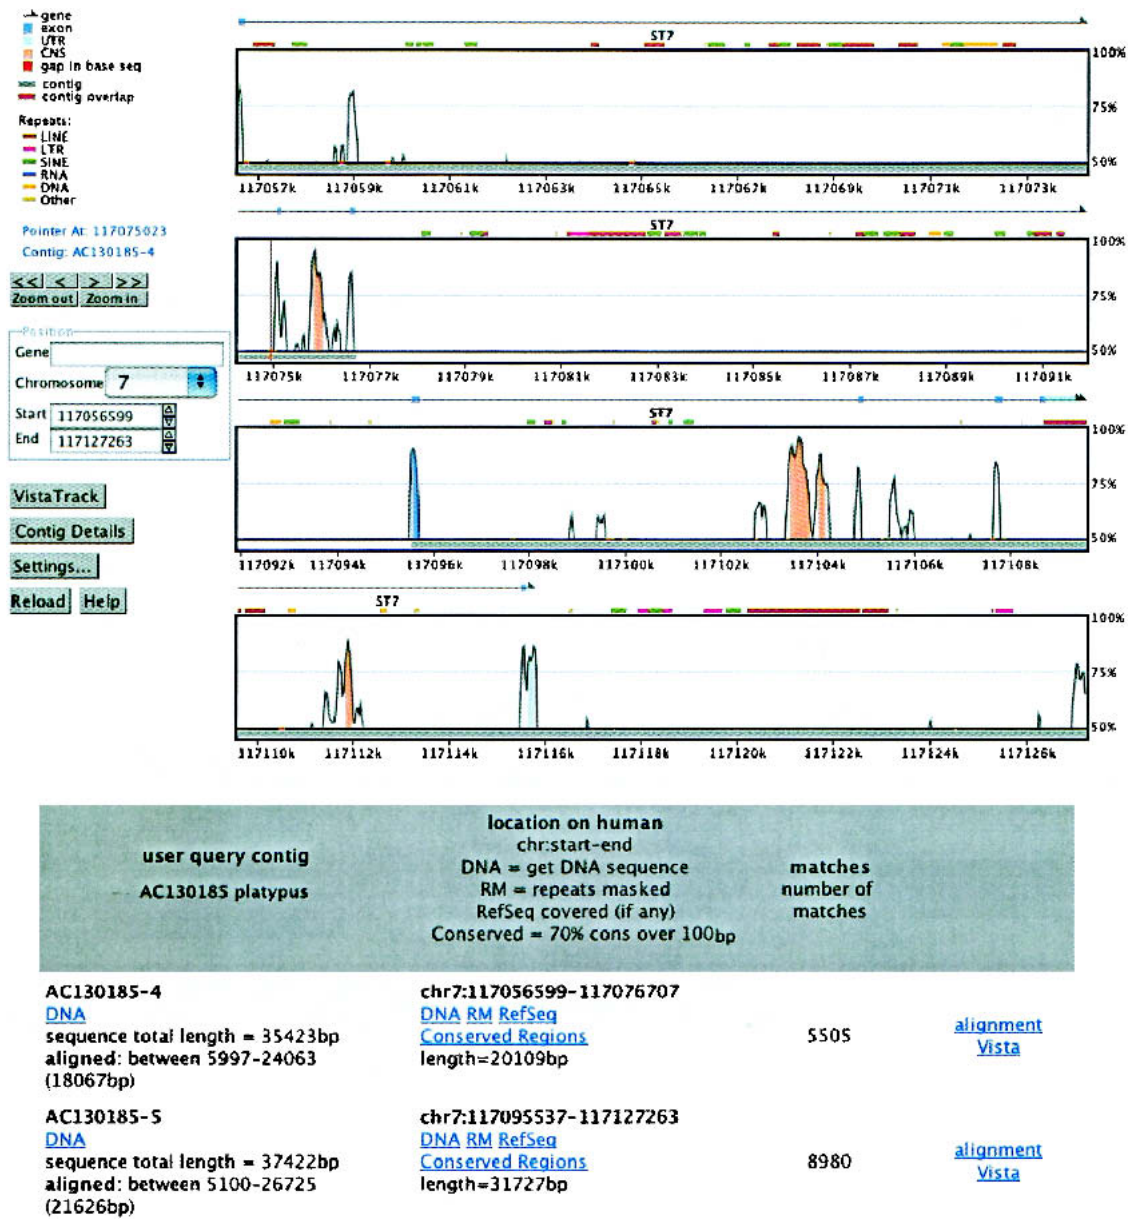 gene
exon
UTR
CNS
gap in base seq
contig
contig overlap
Repeats:
LINE
LTR
SINE
RNA
DNA
Other
Pointer At: 117075023
Contig: AC130185-4
<< < > >>
Zoom out Zoom in
Position
Gene
Chromosome 7
Start 117056599
End 117127263
VistaTrack
Contig Details
Settings...
Reload Help
ST7
100%
75%
50%
117057k 117059k 117061k 117063k 117065k 117067k 117069k 117071k 117073k
ST7
100%
75%
50%
117075k 117077k 117079k 117081k 117083k 117085k 117087k 117089k 117091k
ST7
100%
75%
50%
117092k 117094k 117096k 117098k 117100k 117102k 117104k 117106k 117108k
ST7
100%
75%
50%
117110k 117112k 117114k 117116k 117118k 117120k 117122k 117124k 117126k
user query contig
AC130185 platypus
location on human
chr:start-end
DNA = get DNA sequence
RM = repeats masked
RefSeq covered (if any)
Conserved = 70% cons over 100bp
matches
number of
matches
AC130185-4
DNA
sequence total length = 35423bp
aligned: between 5997-24063
(18067bp)
chr7:117056599-117076707
DNA RM RefSeq
Conserved Regions
length=20109bp
5505
alignment
Vista
AC130185-5
DNA
sequence total length = 37422bp
aligned: between 5100-26725
(21626bp)
chr7:117095537-117127263
DNA RM RefSeq
Conserved Regions
length=31727bp
8980
alignment
Vista